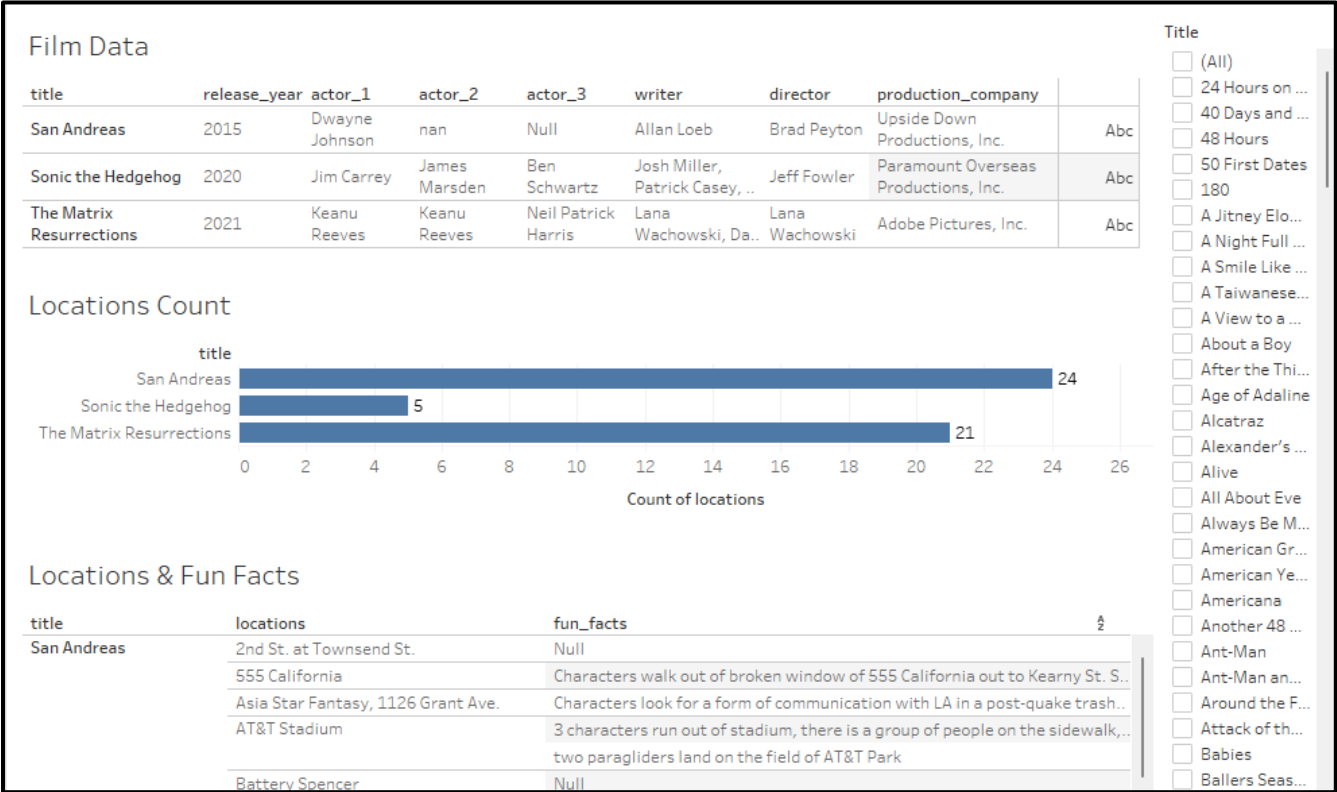 Film Data
title release_year actor_1 actor_2 actor_3 writer director production_company
San Andreas 2015 Dwayne Johnson nan Null Allan Loeb Brad Peyton Upside Down Productions, Inc. Abc
Sonic the Hedgehog 2020 Jim Carrey James Marsden Ben Schwartz Josh Miller, Patrick Casey, .. Jeff Fowler Paramount Overseas Productions, Inc. Abc
The Matrix Resurrections 2021 Keanu Reeves Keanu Reeves Neil Patrick Harris Lana Wachowski, Da.. Lana Wachowski Adobe Pictures, Inc. Abc
Locations Count
title
San Andreas 24
Sonic the Hedgehog 5
The Matrix Resurrections 21
0 2 4 6 8 10 12 14 16 18 20 22 24 26
Count of locations
Locations & Fun Facts
title locations fun_facts
San Andreas 2nd St. at Townsend St. Null
555 California Characters walk out of broken window of 555 California out to Kearny St. S..
Asia Star Fantasy, 1126 Grant Ave. Characters look for a form of communication with LA in a post-quake trash..
AT&T Stadium 3 characters run out of stadium, there is a group of people on the sidewalk,..
two paragliders land on the field of AT&T Park
Battery Spencer Null
Title
(All)
24 Hours on ...
40 Days and ...
48 Hours
50 First Dates
180
A Jitney Elo...
A Night Full ...
A Smile Like ...
A Taiwanese...
A View to a ...
About a Boy
After the Thi...
Age of Adaline
Alcatraz
Alexander's ...
Alive
All About Eve
Always Be M...
American Gr...
American Ye...
Americana
Another 48 ...
Ant-Man
Ant-Man an...
Around the F...
Attack of th...
Babies
Ballers Seas...